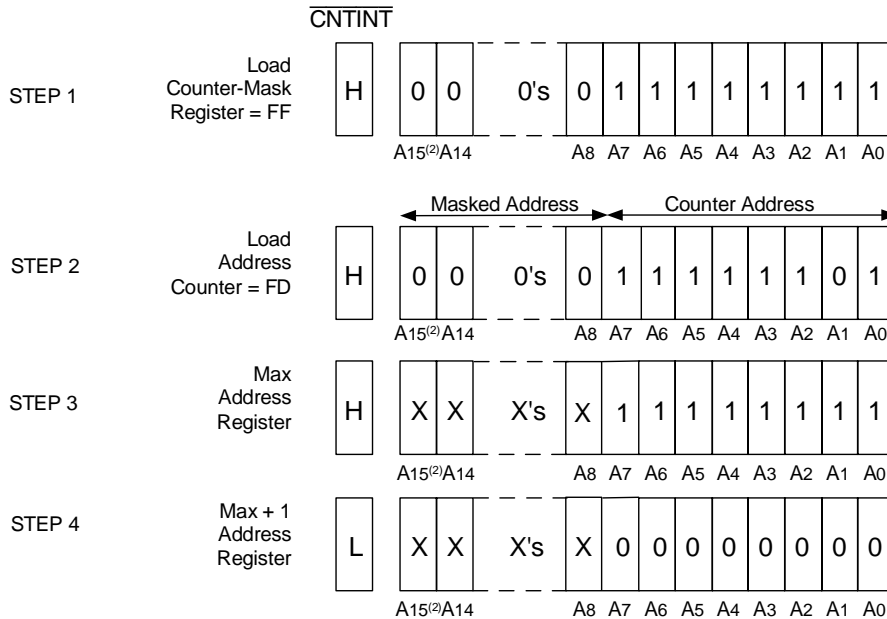 CNTINT
STEP 1
Load
Counter-Mask
Register = FF
H 0 0 0's 0 1 1 1 1 1 1 1 1
A15(2) A14 A8 A7 A6 A5 A4 A3 A2 A1 A0
Masked Address Counter Address
STEP 2
Load
Address
Counter = FD
H 0 0 0's 0 1 1 1 1 1 1 0 1
A15(2) A14 A8 A7 A6 A5 A4 A3 A2 A1 A0
STEP 3
Max
Address
Register
H X X X's X 1 1 1 1 1 1 1 1
A15(2) A14 A8 A7 A6 A5 A4 A3 A2 A1 A0
STEP 4
Max + 1
Address
Register
L X X X's X 0 0 0 0 0 0 0 0
A15(2) A14 A8 A7 A6 A5 A4 A3 A2 A1 A0